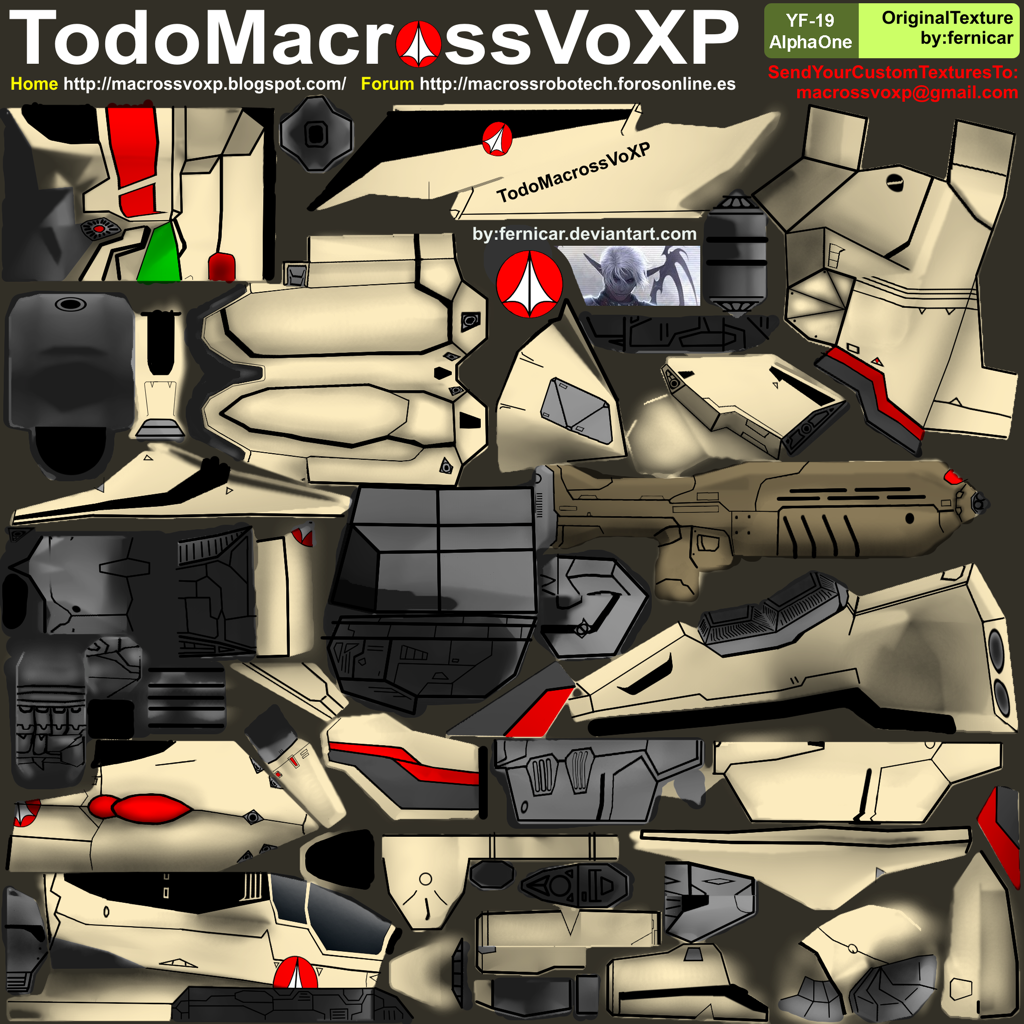 TodoMacrossVoXP
Home http://macrossvoxp.blogspot.com/ Forum http://macrossrobotech.forosonline.es
YF-19
AlphaOne
OriginalTexture
by:fernicar
SendYourCustomTexturesTo:
macrossvoxp@gmail.com
TodoMacrossVoXP
by:fernicar.deviantart.com